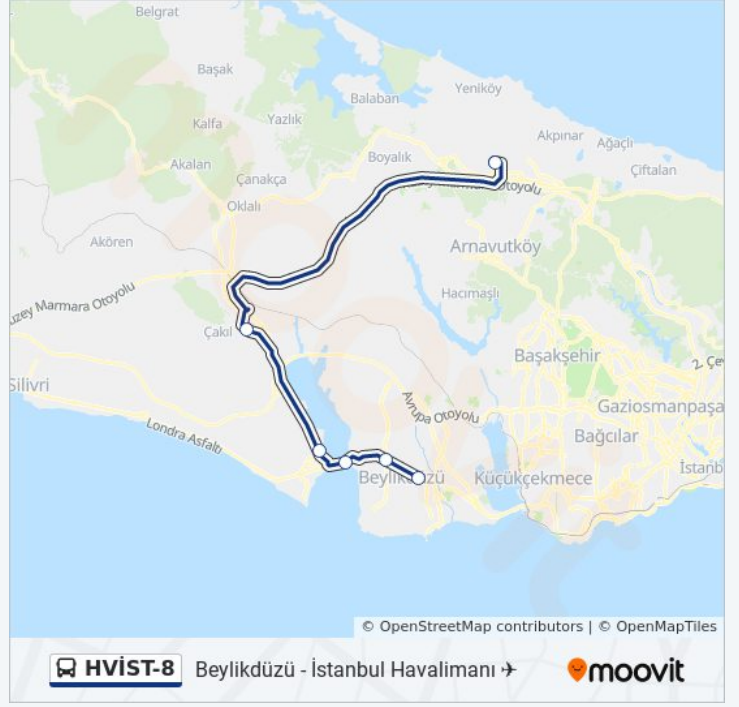 Belgrat
Başak
Yeniköy
Balaban
Kalfa
Yazlık
Akpınar
Ağaçlı
Akalan
Boyalık
Çiftalan
Çanakça
Otoyolu
Oklalı
Akören
Arnavutköy
Hacımaşlı
uzey Marmara Otoyolu
Çakıl
Başakşehir
2. Çev
Silivri
Avrupa Otoyolu
Gaziosmanpaşa
Londra Asfaltı
Bağcılar
İstanb
Beylikdüzü
Küçükçekmece
© OpenStreetMap contributors | © OpenMapTiles
HVİST-8 Beylikdüzü - İstanbul Havalimanı ✈ moovit